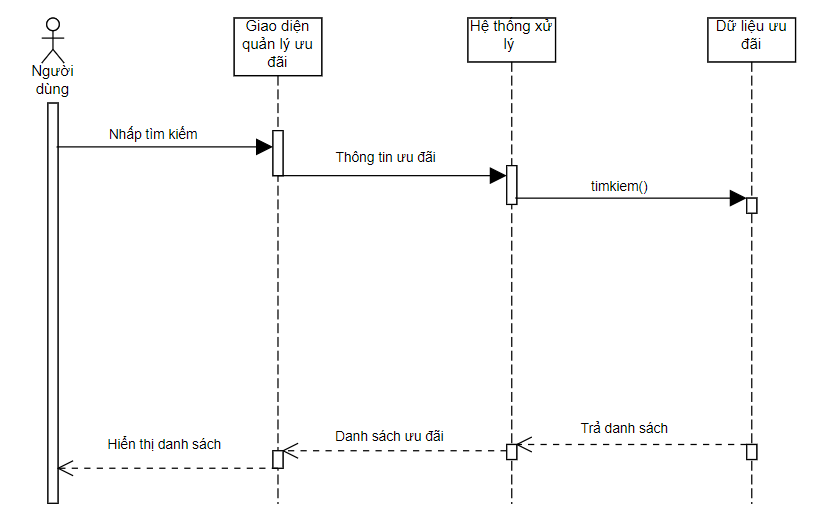 Người
dùng
Giao diện
quản lý ưu
đãi
Hệ thống xử
lý
Dữ liệu ưu
đãi
Nhấp tìm kiếm
Thông tin ưu đãi
timkiem()
Trả danh sách
Danh sách ưu đãi
Hiển thị danh sách